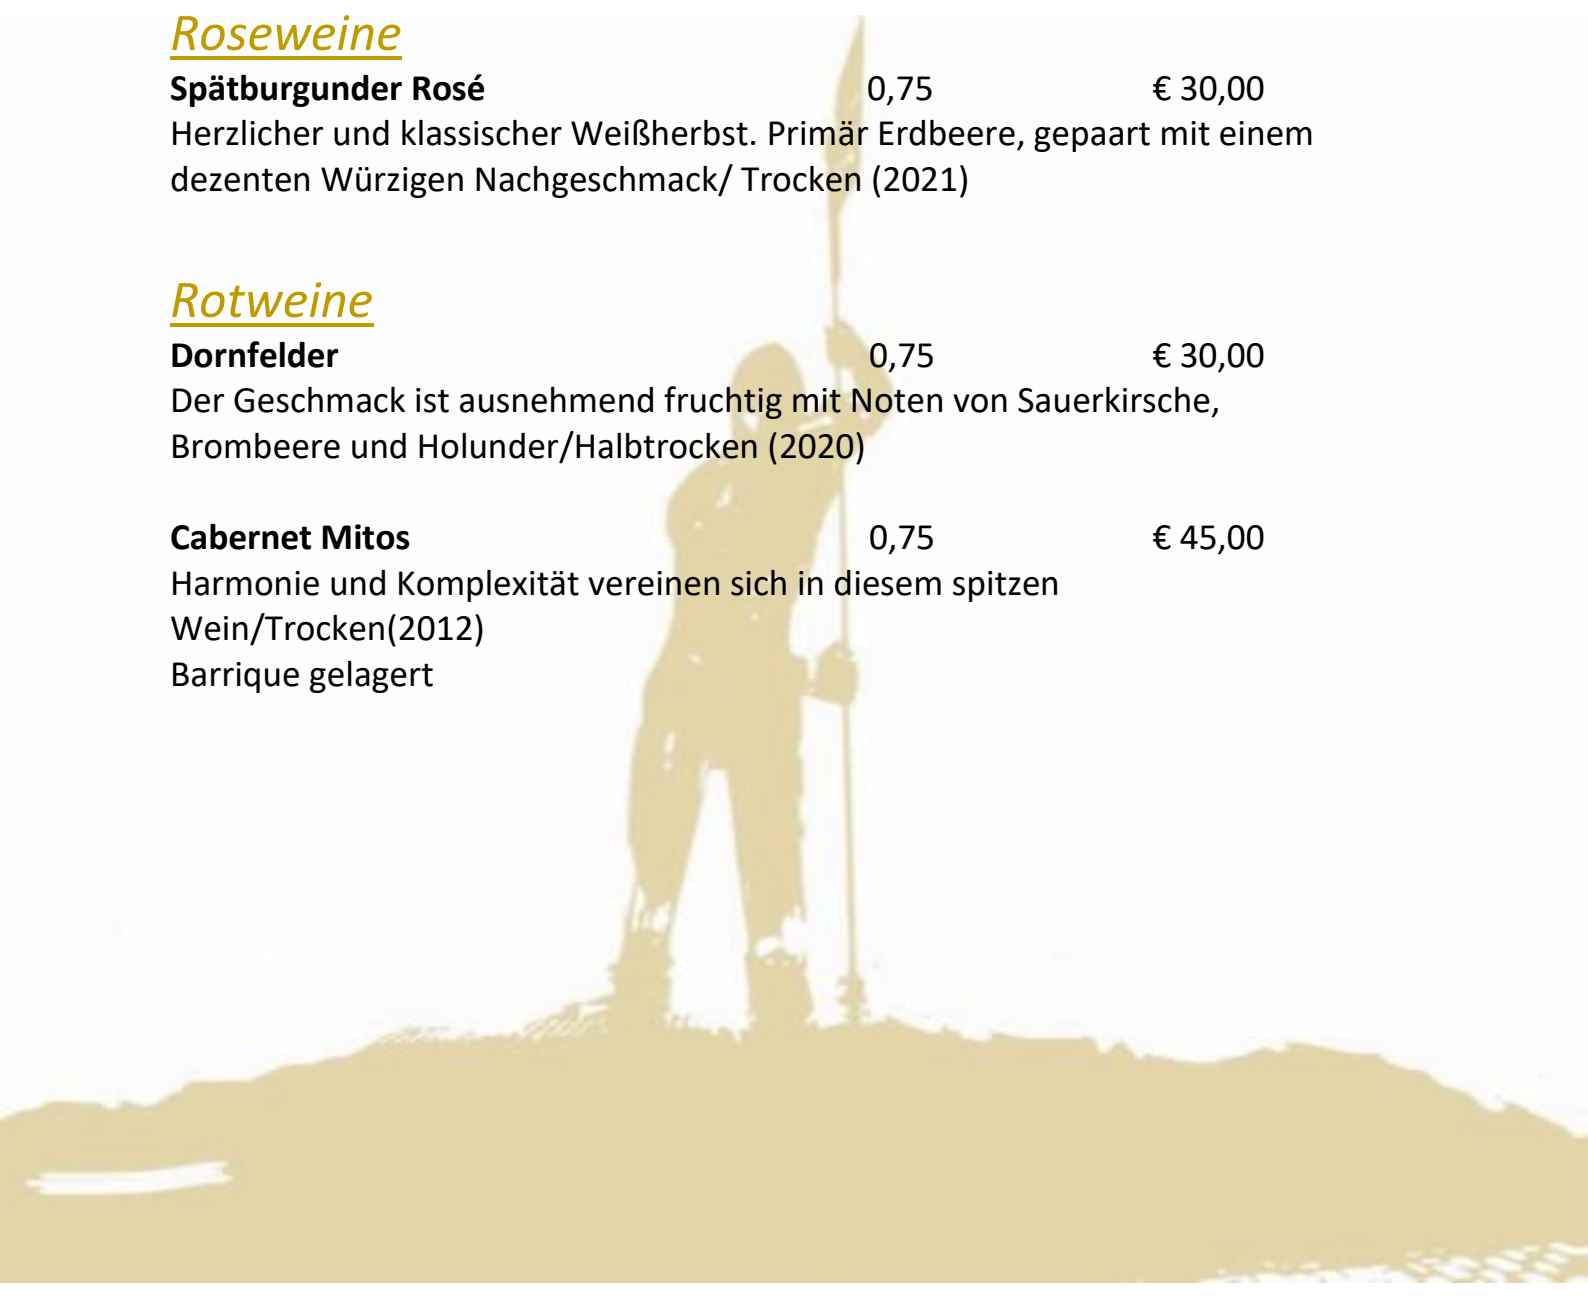 Roseweine
Spätburgunder Rosé 0,75 € 30,00
Herzlicher und klassischer Weißherbst. Primär Erdbeere, gepaart mit einem
dezenten Würzigen Nachgeschmack/ Trocken (2021)
Rotweine
Dornfelder 0,75 € 30,00
Der Geschmack ist ausnehmend fruchtig mit Noten von Sauerkirsche,
Brombeere und Holunder/Halbtrocken (2020)
Cabernet Mitos 0,75 € 45,00
Harmonie und Komplexität vereinen sich in diesem spitzen
Wein/Trocken(2012)
Barrique gelagert